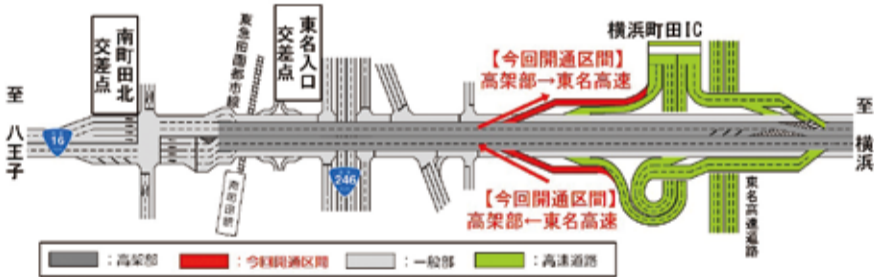 南町田北
交差点
東急田園都市線
東名入口
交差点
横浜町田IC
【今回開通区間】
高架部→東名高速
至 八王子
16
246
至 横浜
南町田駅
【今回開通区間】
高架部←東名高速
東名高速道路
:高架部
:今回開通区間
:一般部
:高速道路